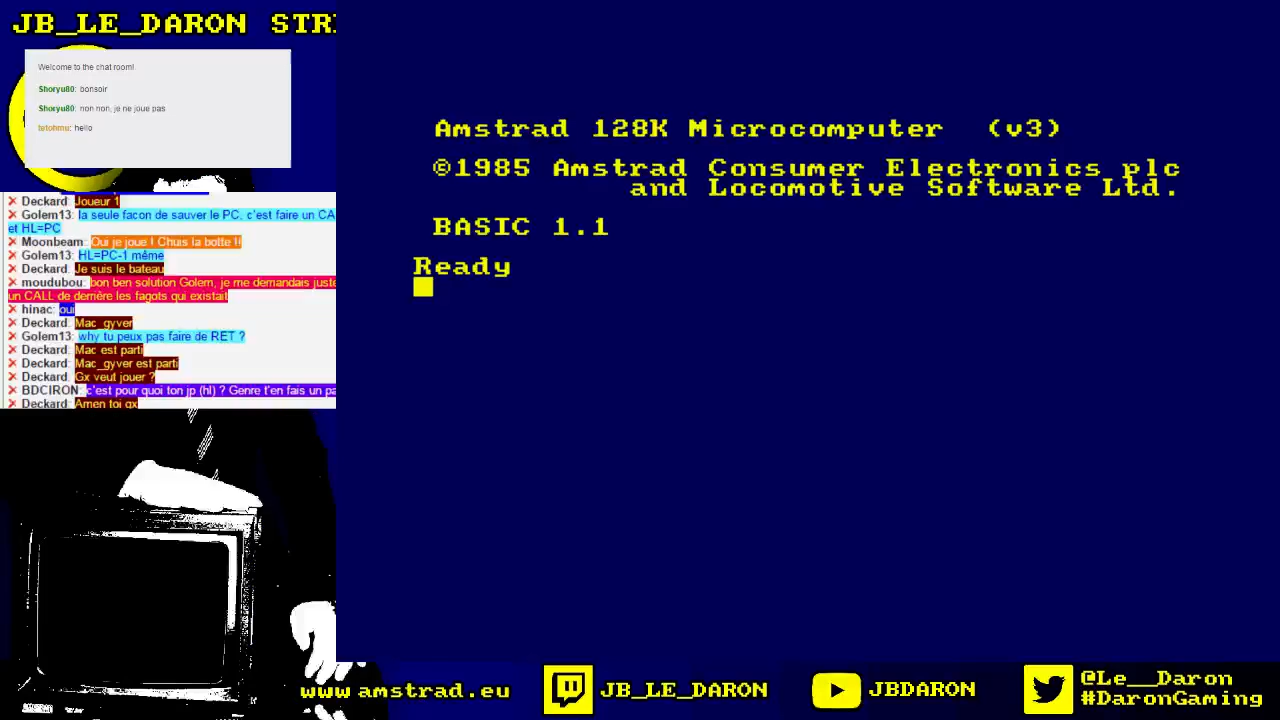 JB_LE_DARON STR
Welcome to the chat room!
Shoryu80: bonsoir
Shoryu80: non non, je ne joue pas
tetohmu: hello
Deckard: Joueur 1
Golem13: la seule facon de sauver le PC, c'est faire un CA
et HL=PC
Moonbeam: Oui je joue ! Chuis la botte !!
Golem13: HL=PC-1 même
Deckard: Je suis le bateau
moudubou: bon ben solution Golem, je me demandais juste
un CALL de derrière les fagots qui existait
hinac: oui
Deckard: Mac_gyver
Golem13: why tu peux pas faire de RET ?
Deckard: Mac est parti
Deckard: Mac_gyver est parti
Deckard: Gx veut jouer ?
BDCIRON: c'est pour quoi ton jp (hl) ? Genre t'en fais un pa
Deckard: Amen toi gx
Amstrad 128K Microcomputer (v3)
©1985 Amstrad Consumer Electronics plc
and Locomotive Software Ltd.
BASIC 1.1
Ready
www.amstrad.eu
JB_LE_DARON
JBDARON
@Le__Daron
#DaronGaming